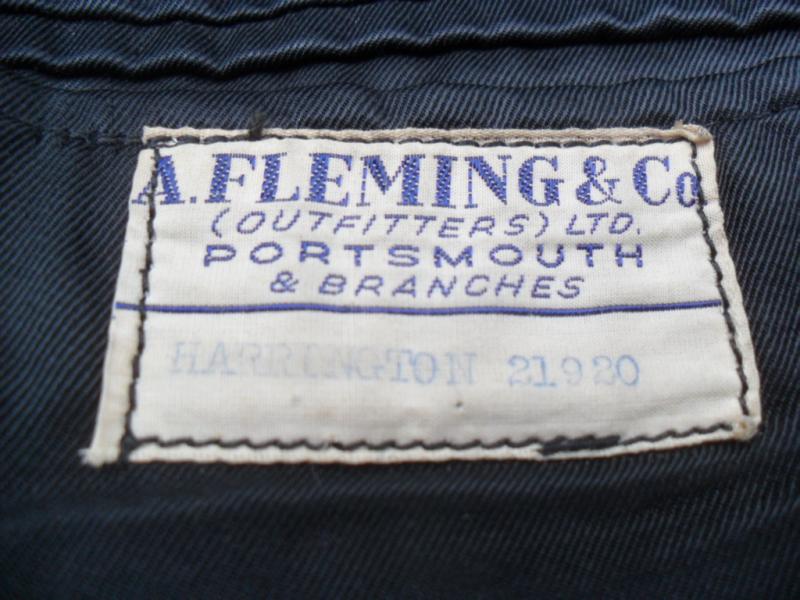 A. FLEMING & Co
(OUTFITTERS) LTD.
PORTSMOUTH
& BRANCHES
HARRINGTON 21920